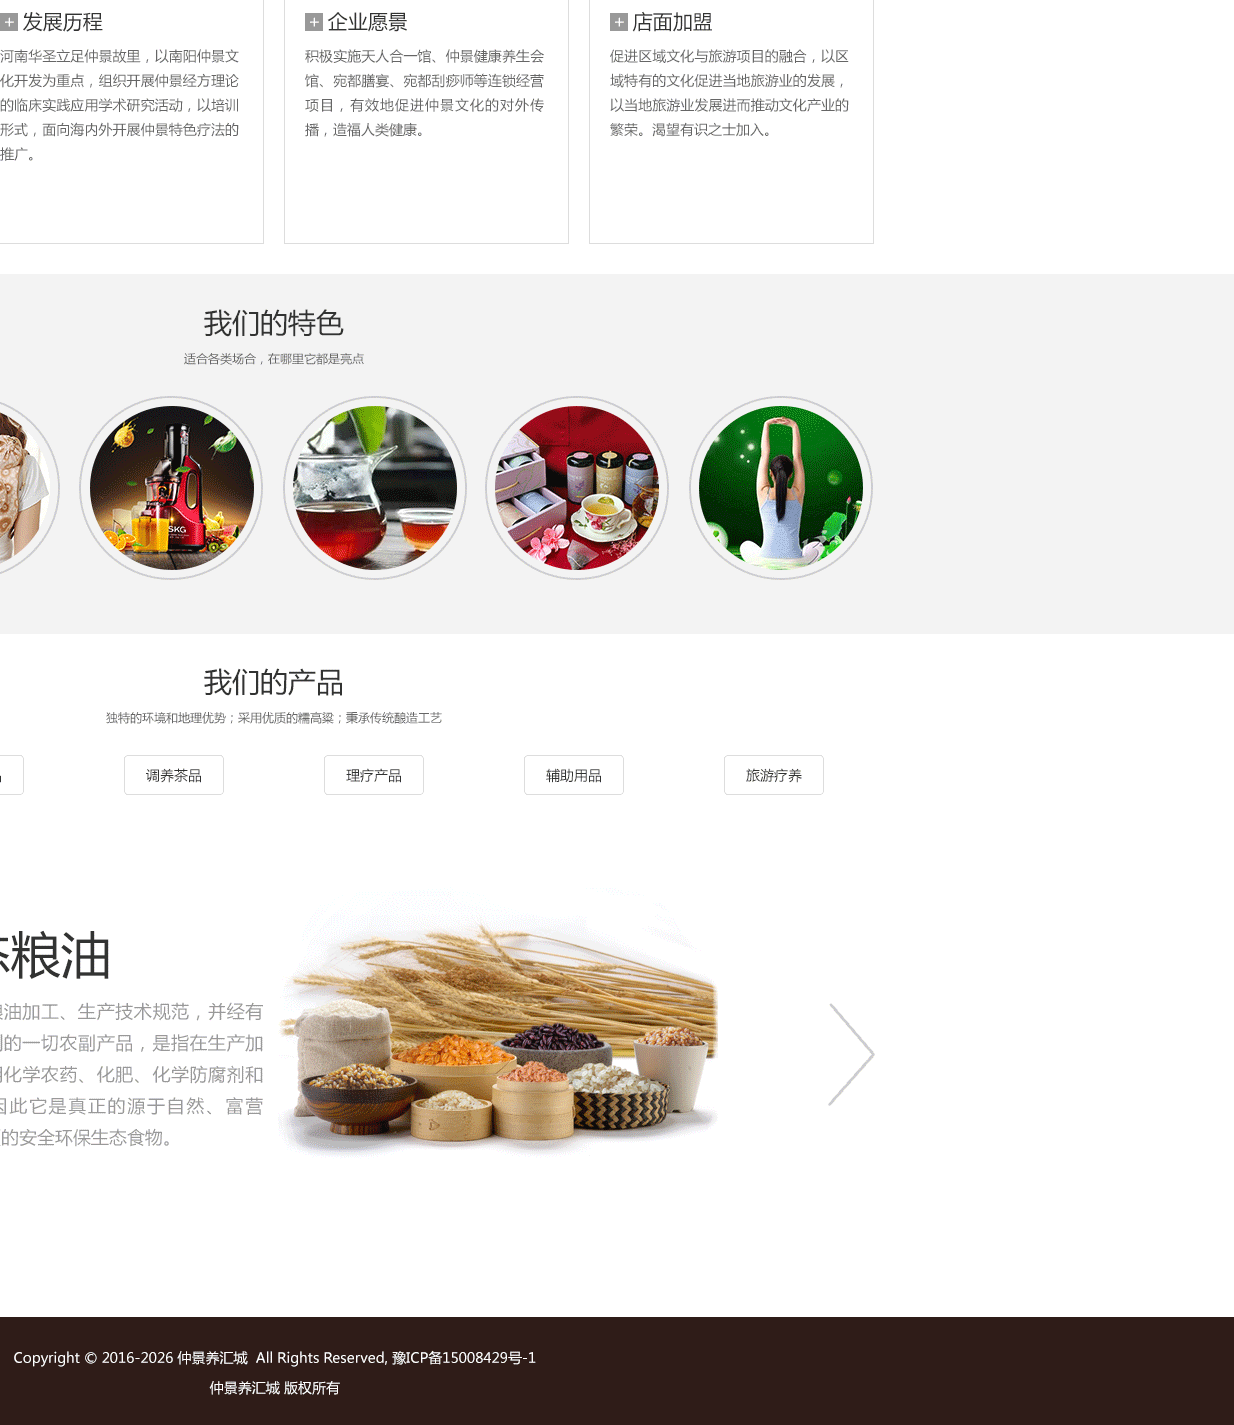 发展历程
河南华圣立足仲景故里，以南阳仲景文
化开发为重点，组织开展仲景经方理论
的临床实践应用学术研究活动，以培训
形式，面向海内外开展仲景特色疗法的
推广。
企业愿景
积极实施天人合一馆、仲景健康养生会
馆、宛都膳宴、宛都刮痧师等连锁经营
项目，有效地促进仲景文化的对外传
播，造福人类健康。
店面加盟
促进区域文化与旅游项目的融合，以区
域特有的文化促进当地旅游业的发展，
以当地旅游业发展进而推动文化产业的
繁荣。渴望有识之士加入。
我们的特色
适合各类场合，在哪里它都是亮点
SKG
我们的产品
独特的环境和地理优势；采用优质的糯高粱；秉承传统酿造工艺
调养茶品
理疗产品
辅助用品
旅游疗养
粮油
油加工、生产技术规范，并经有
的一切农副产品，是指在生产加
化学农药、化肥、化学防腐剂和
因此它是真正的源于自然、富营
的安全环保生态食物。
Copyright © 2016-2026 仲景养汇城 All Rights Reserved, 豫ICP备15008429号-1
仲景养汇城 版权所有